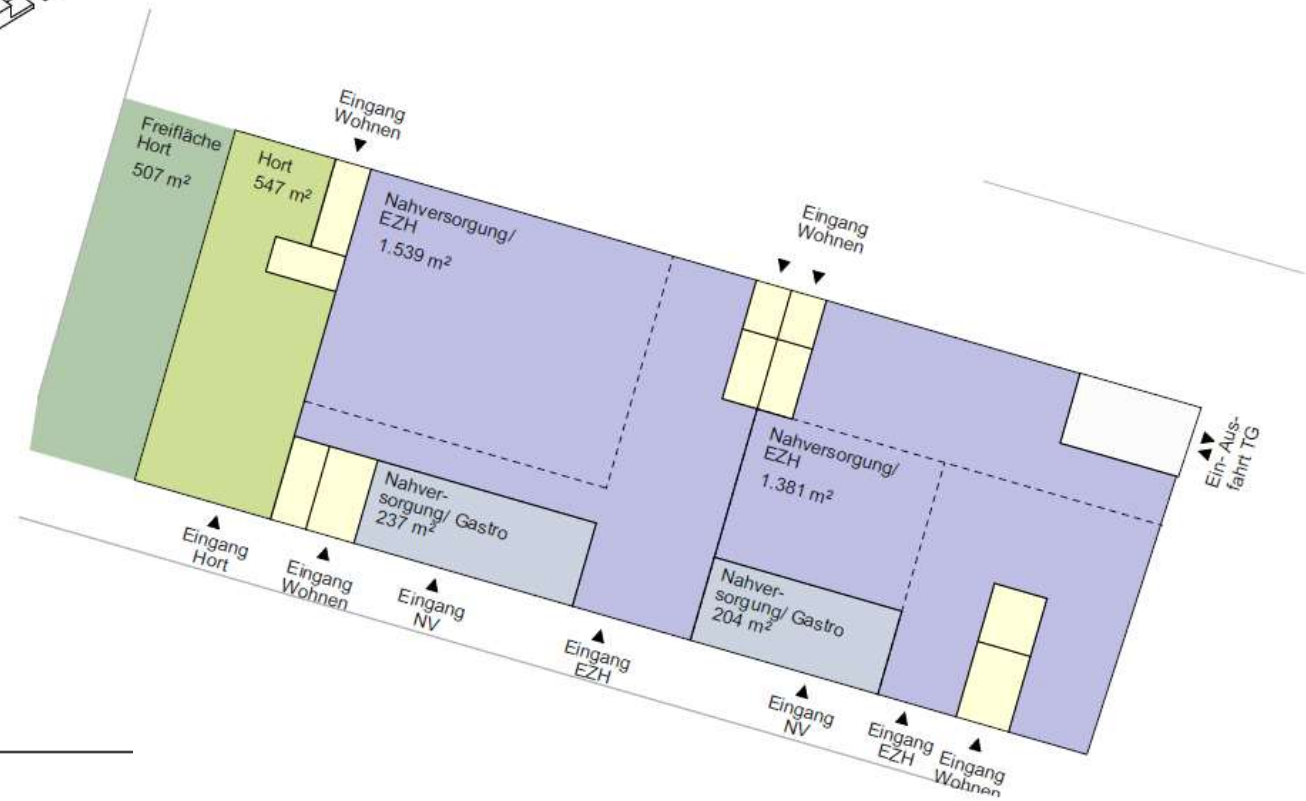 Eingang
Wohnen
Freifläche
Hort
507 m²
Hort
547 m²
Nahversorgung/
EZH
1.539 m²
Eingang
Wohnen
Ein- Aus-
fahrt TG
Nahversorgung/
EZH
1.381 m²
Nahver-
sorgung/ Gastro
237 m²
Nahver-
sorgung/ Gastro
204 m²
Eingang
Hort
Eingang
Wohnen
Eingang
NV
Eingang
EZH
Eingang
NV
Eingang
EZH
Eingang
Wohnen